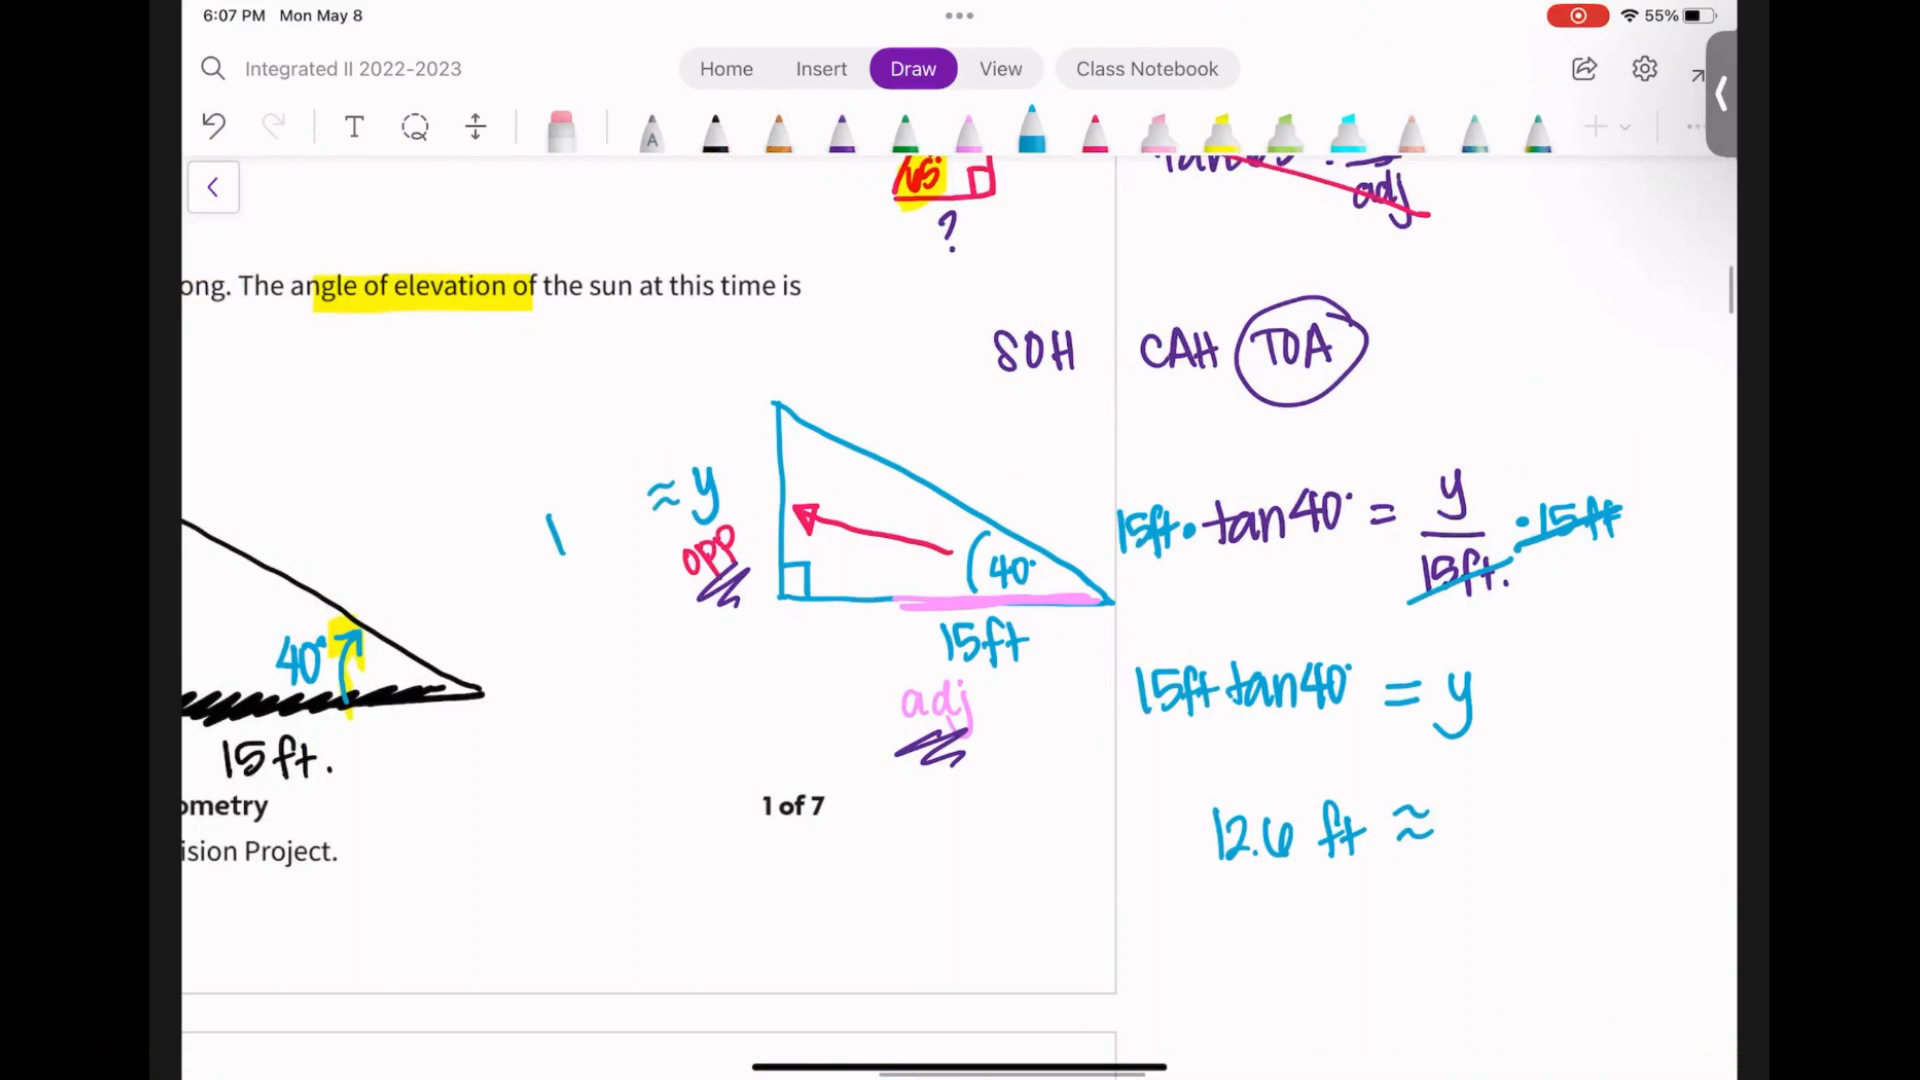 6:07 PM Mon May 8
55%
Integrated II 2022-2023
Home Insert Draw View Class Notebook
T
A
65°
?
adj
ong. The angle of elevation of the sun at this time is
SOH CAH TOA
≈ y
opp
40°
15ft
adj
15ft· tan40° = y/15ft. ·15ft
15ft tan40° = y
12.6 ft ≈
40°
15ft.
ometry
1 of 7
ision Project.